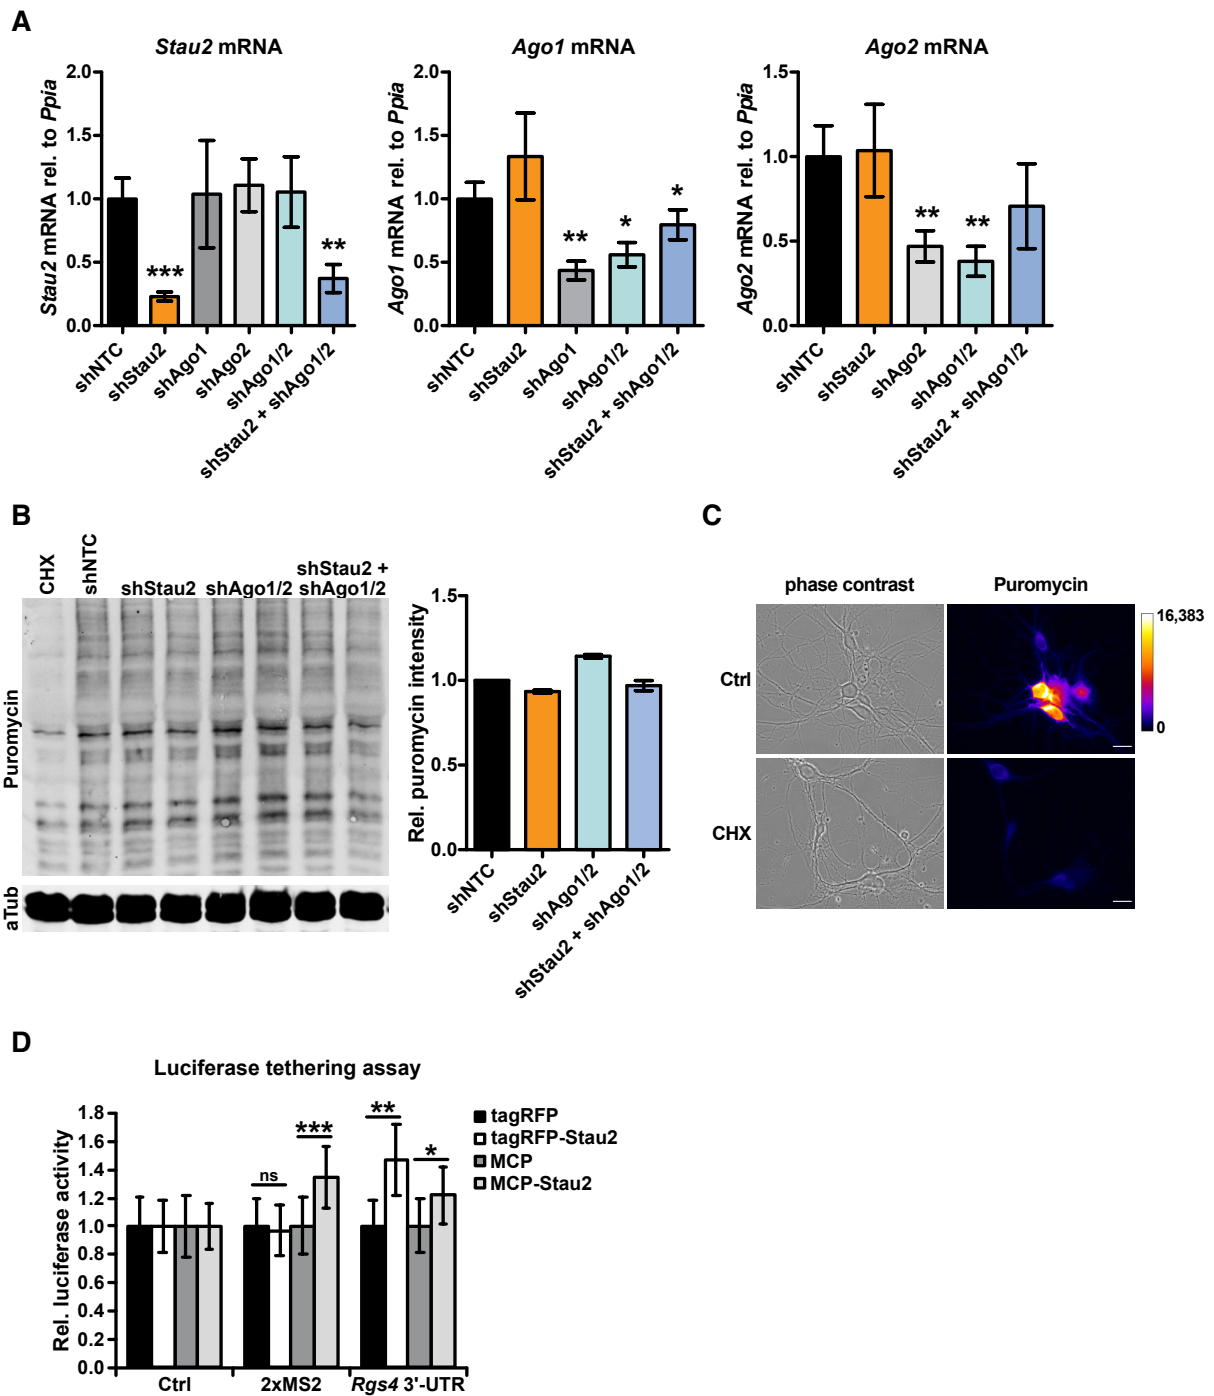 A
Stau2 mRNA
Stau2 mRNA rel. to Ppia
2.0
1.5
1.0
0.5
0.0
***
**
shNTC
shStau2
shAgo1
shAgo2
shAgo1/2
shStau2 + shAgo1/2
Ago1 mRNA
Ago1 mRNA rel. to Ppia
2.0
1.5
1.0
0.5
0.0
**
*
*
shNTC
shStau2
shAgo1
shAgo1/2
shStau2 + shAgo1/2
Ago2 mRNA
Ago2 mRNA rel. to Ppia
1.5
1.0
0.5
0.0
**
**
shNTC
shStau2
shAgo2
shAgo1/2
shStau2 + shAgo1/2
B
CHX
shNTC
shStau2
shAgo1/2
shStau2 +
shAgo1/2
Puromycin
aTub
Rel. puromycin intensity
1.5
1.0
0.5
0.0
shNTC
shStau2
shAgo1/2
shStau2 + shAgo1/2
C
phase contrast
Puromycin
Ctrl
CHX
16,383
0
D
Luciferase tethering assay
Rel. luciferase activity
1.8
1.6
1.4
1.2
1.0
0.8
0.6
0.4
0.2
0.0
ns
***
**
*
Ctrl
2xMS2
Rgs4 3'-UTR
tagRFP
tagRFP-Stau2
MCP
MCP-Stau2